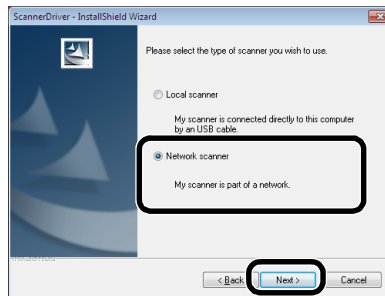 ScannerDriver - InstallShield Wizard
Please select the type of scanner you wish to use.
Local scanner
My scanner is connected directly to this computer
by an USB cable.
Network scanner
My scanner is part of a network.
InstallShield
< Back
Next >
Cancel